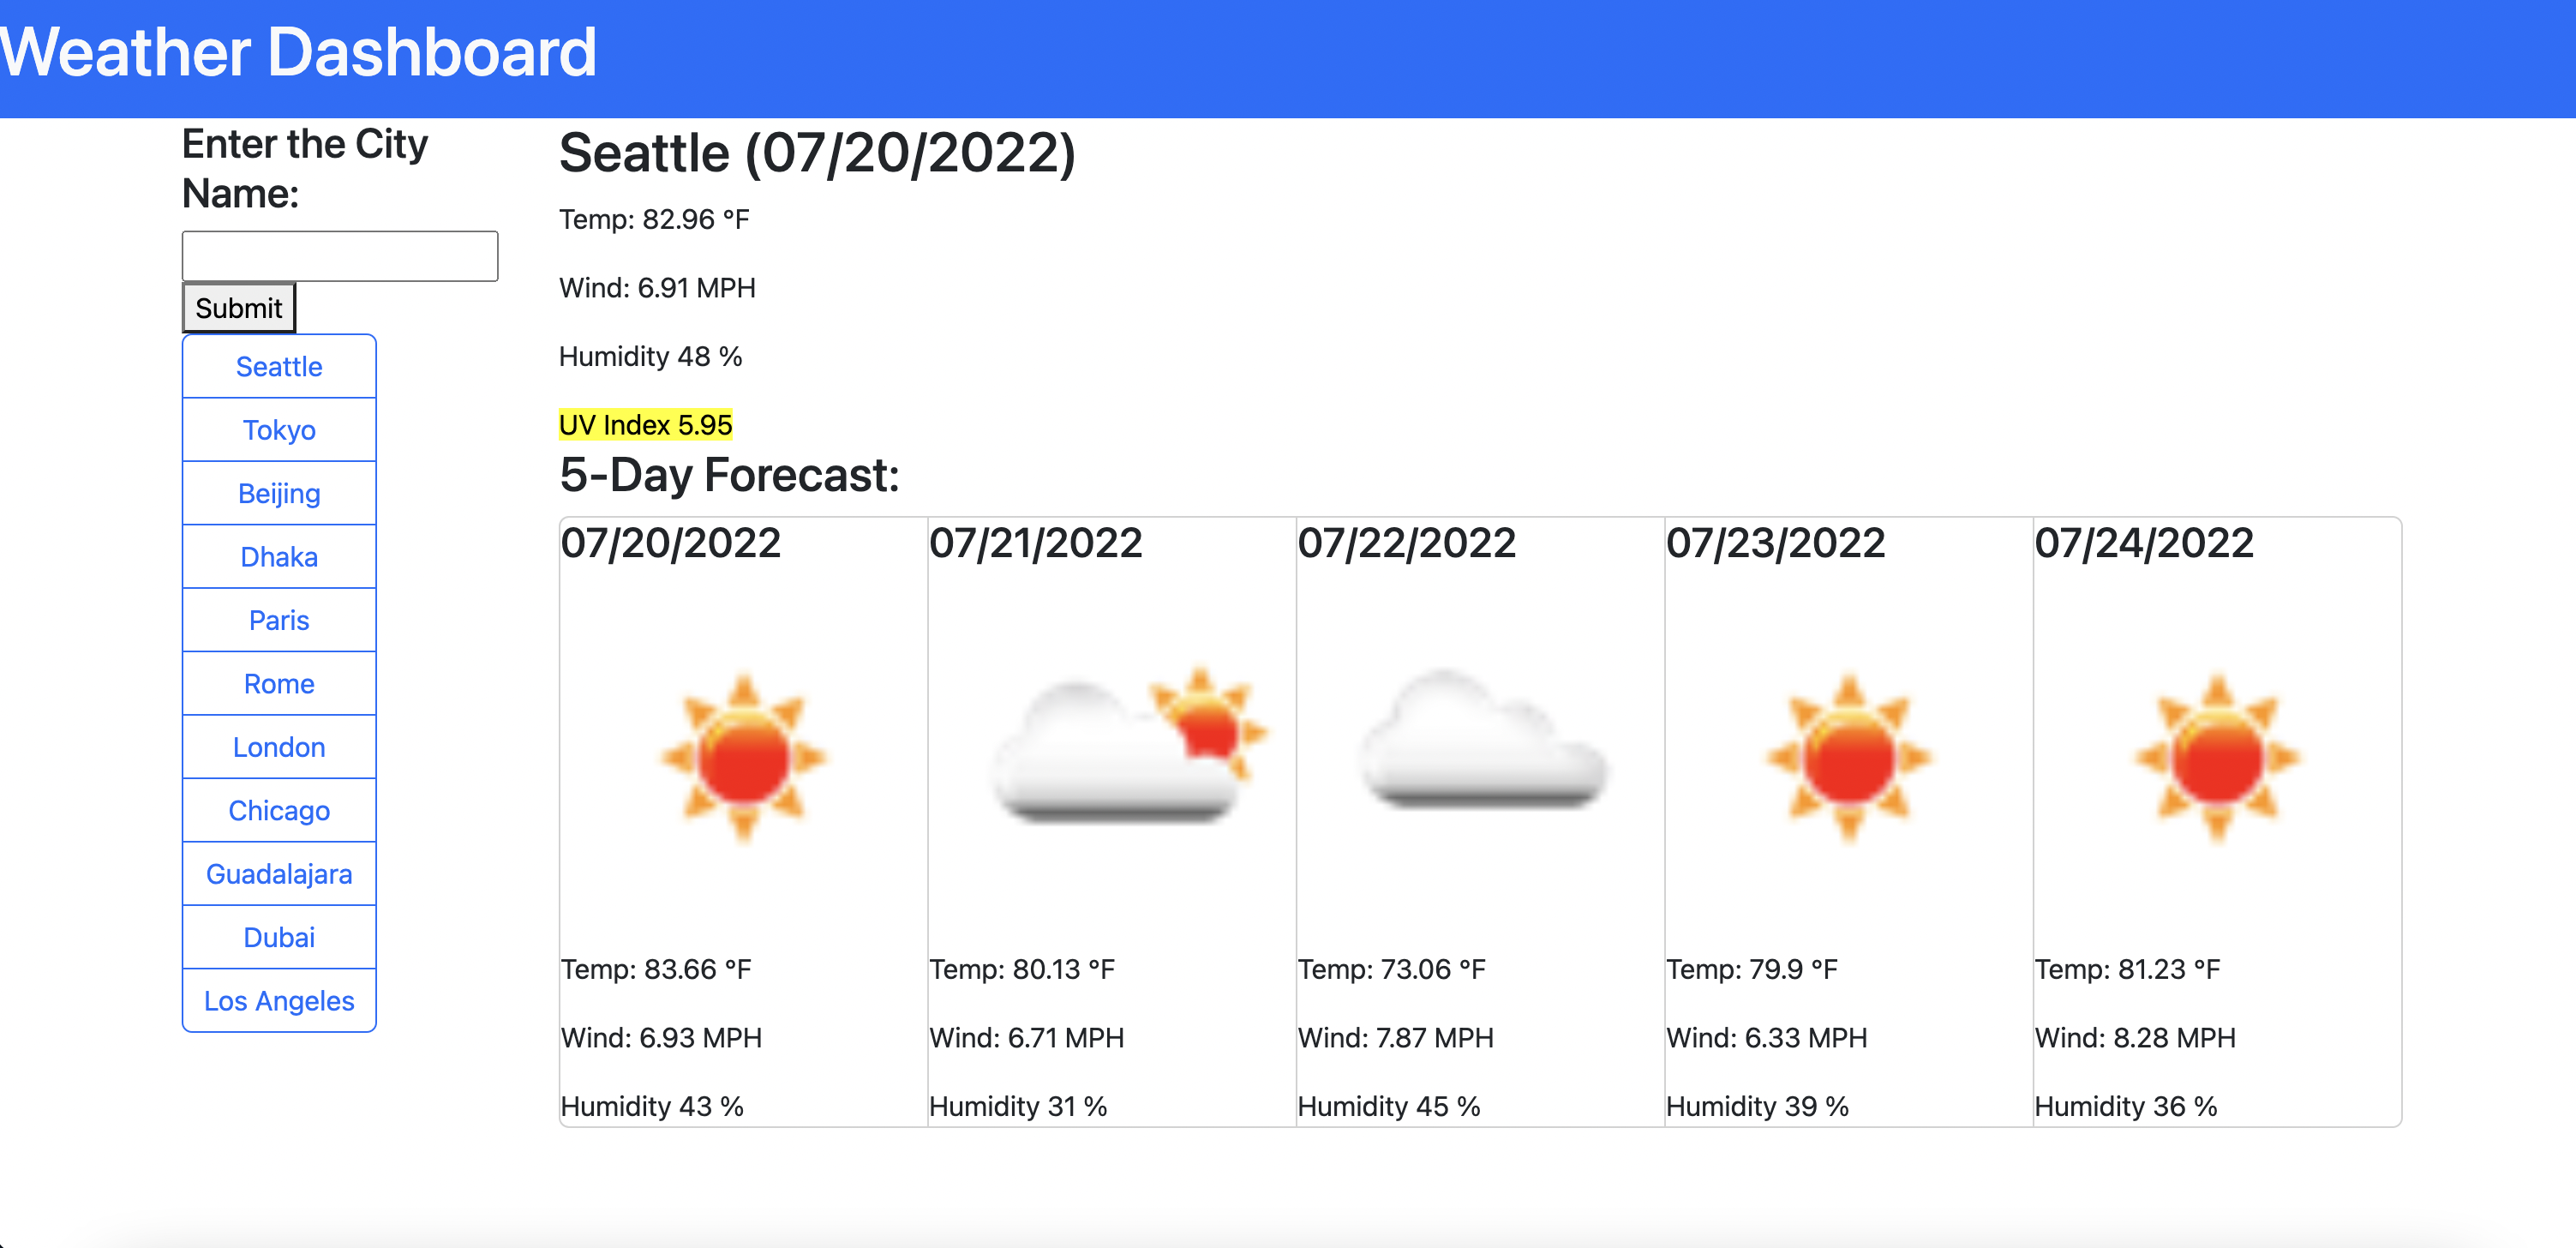 Weather Dashboard
Enter the City
Name:
Submit
Seattle
Tokyo
Beijing
Dhaka
Paris
Rome
London
Chicago
Guadalajara
Dubai
Los Angeles
Seattle (07/20/2022)
Temp: 82.96 °F
Wind: 6.91 MPH
Humidity 48 %
UV Index 5.95
5-Day Forecast:
07/20/2022
Temp: 83.66 °F
Wind: 6.93 MPH
Humidity 43 %
07/21/2022
Temp: 80.13 °F
Wind: 6.71 MPH
Humidity 31 %
07/22/2022
Temp: 73.06 °F
Wind: 7.87 MPH
Humidity 45 %
07/23/2022
Temp: 79.9 °F
Wind: 6.33 MPH
Humidity 39 %
07/24/2022
Temp: 81.23 °F
Wind: 8.28 MPH
Humidity 36 %